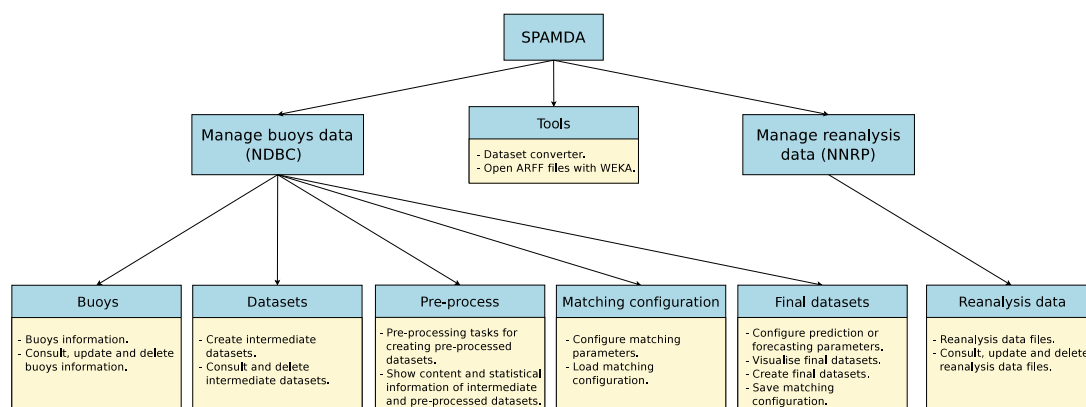 SPAMDA
Manage buoys data
(NDBC)
Tools
- Dataset converter.
- Open ARFF files with WEKA.
Manage reanalysis
data (NNRP)
Buoys
- Buoys information.
- Consult, update and delete
buoys information.
Datasets
- Create intermediate
datasets.
- Consult and delete
intermediate datasets.
Pre-process
- Pre-processing tasks for
creating pre-processed
datasets.
- Show content and statistical
information of intermediate
and pre-processed datasets.
Matching configuration
- Configure matching
parameters.
- Load matching
configuration.
Final datasets
- Configure prediction or
forecasting parameters.
- Visualise final datasets.
- Create final datasets.
- Save matching
configuration.
Reanalysis data
- Reanalysis data files.
- Consult, update and delete
reanalysis data files.